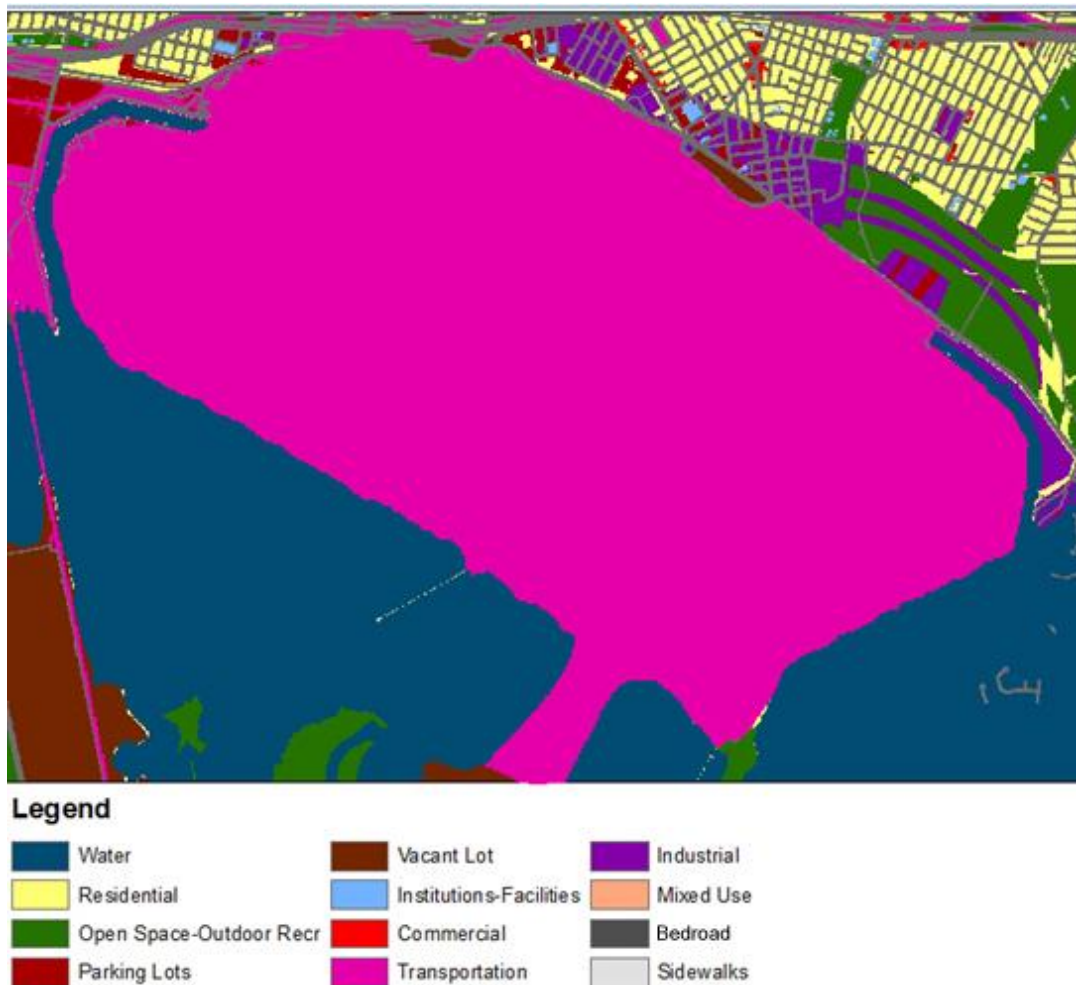 Legend
Water
Residential
Open Space-Outdoor Recr
Parking Lots
Vacant Lot
Institutions-Facilities
Commercial
Transportation
Industrial
Mixed Use
Bedroad
Sidewalks